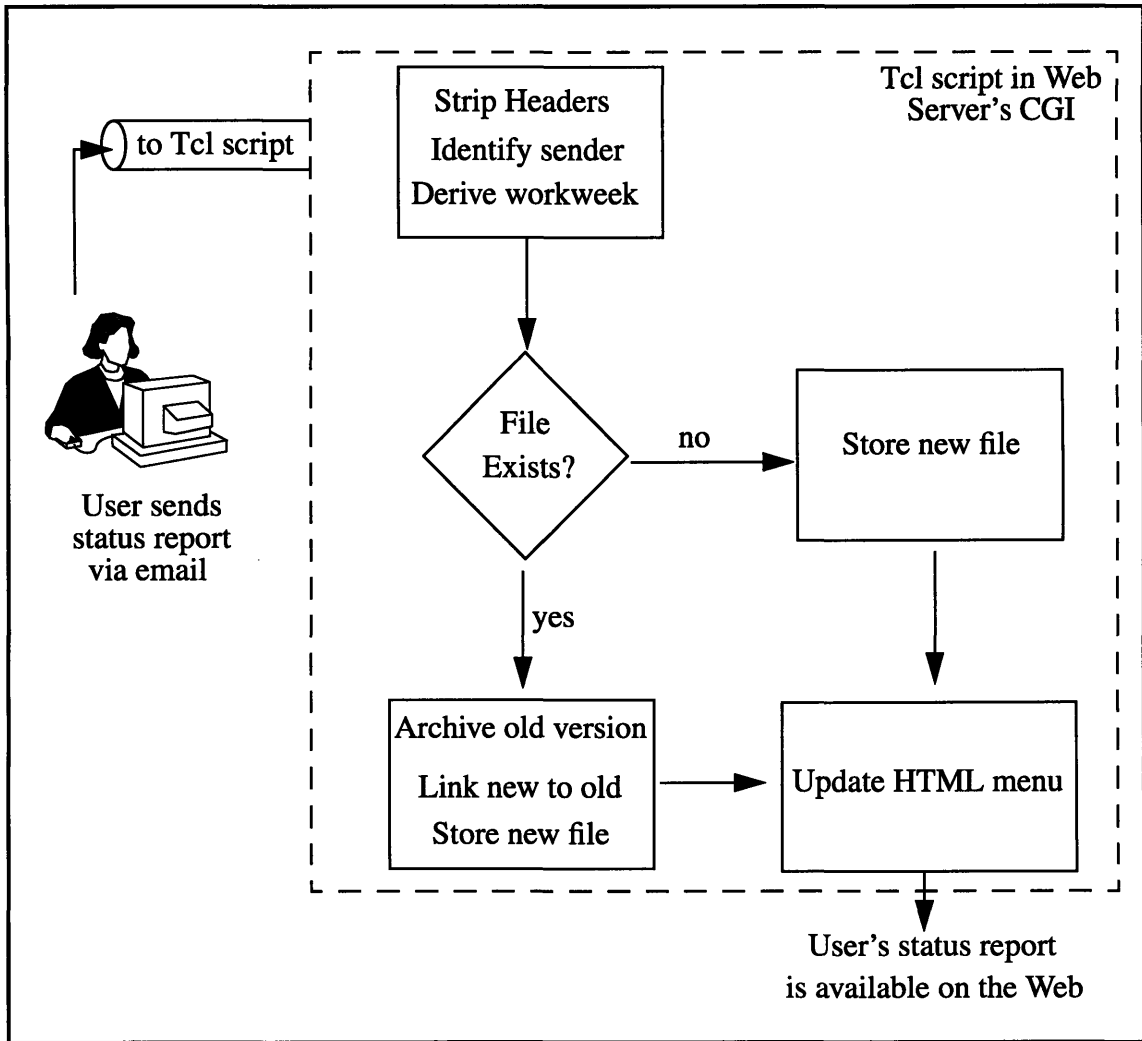 Tcl script in Web
Server's CGI
to Tcl script
Strip Headers
Identify sender
Derive workweek
User sends
status report
via email
File
Exists?
no
Store new file
yes
Archive old version
Link new to old
Store new file
Update HTML menu
User's status report
is available on the Web